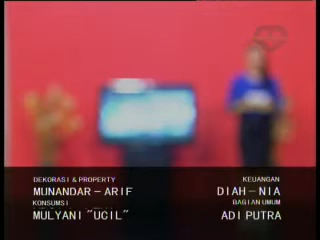 DEKORASI & PROPERTY
MUNANDAR – ARIF
KONSUMSI
MULYANI "UCIL"
KEUANGAN
DIAH – NIA
BAGIAN UMUM
ADI PUTRA